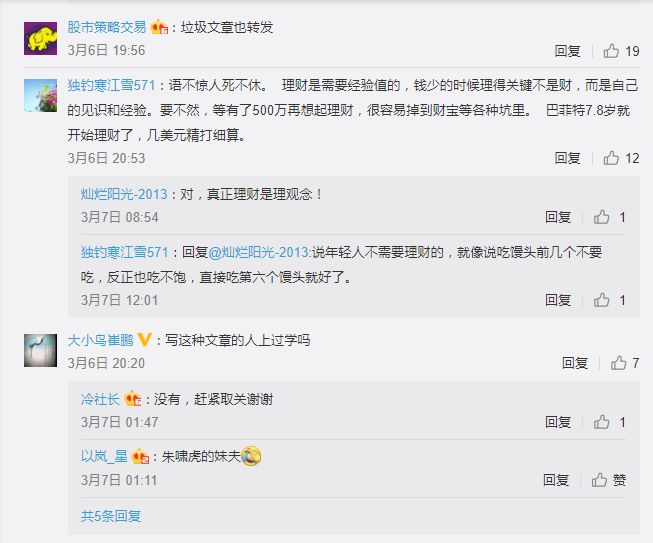 股市策略交易：垃圾文章也转发
3月6日 19:56 回复 19
独钓寒江雪571：语不惊人死不休。 理财是需要经验值的，钱少的时候理得关键不是财，而是自己
的见识和经验。要不然，等有了500万再想起理财，很容易掉到财宝等各种坑里。 巴菲特7.8岁就
开始理财了，几美元精打细算。
3月6日 20:53 回复 12
灿烂阳光-2013：对，真正理财是理观念！
3月7日 08:54 回复 1
独钓寒江雪571：回复@灿烂阳光-2013:说年轻人不需要理财的，就像说吃馒头前几个不要
吃，反正也吃不饱，直接吃第六个馒头就好了。
3月7日 12:01 回复 1
大小鸟崔鹏：写这种文章的人上过学吗
3月6日 20:20 回复 7
冷社长：没有，赶紧取关谢谢
3月7日 01:47 回复 1
以岚_星：朱啸虎的妹夫
3月7日 01:11 回复 赞
共5条回复